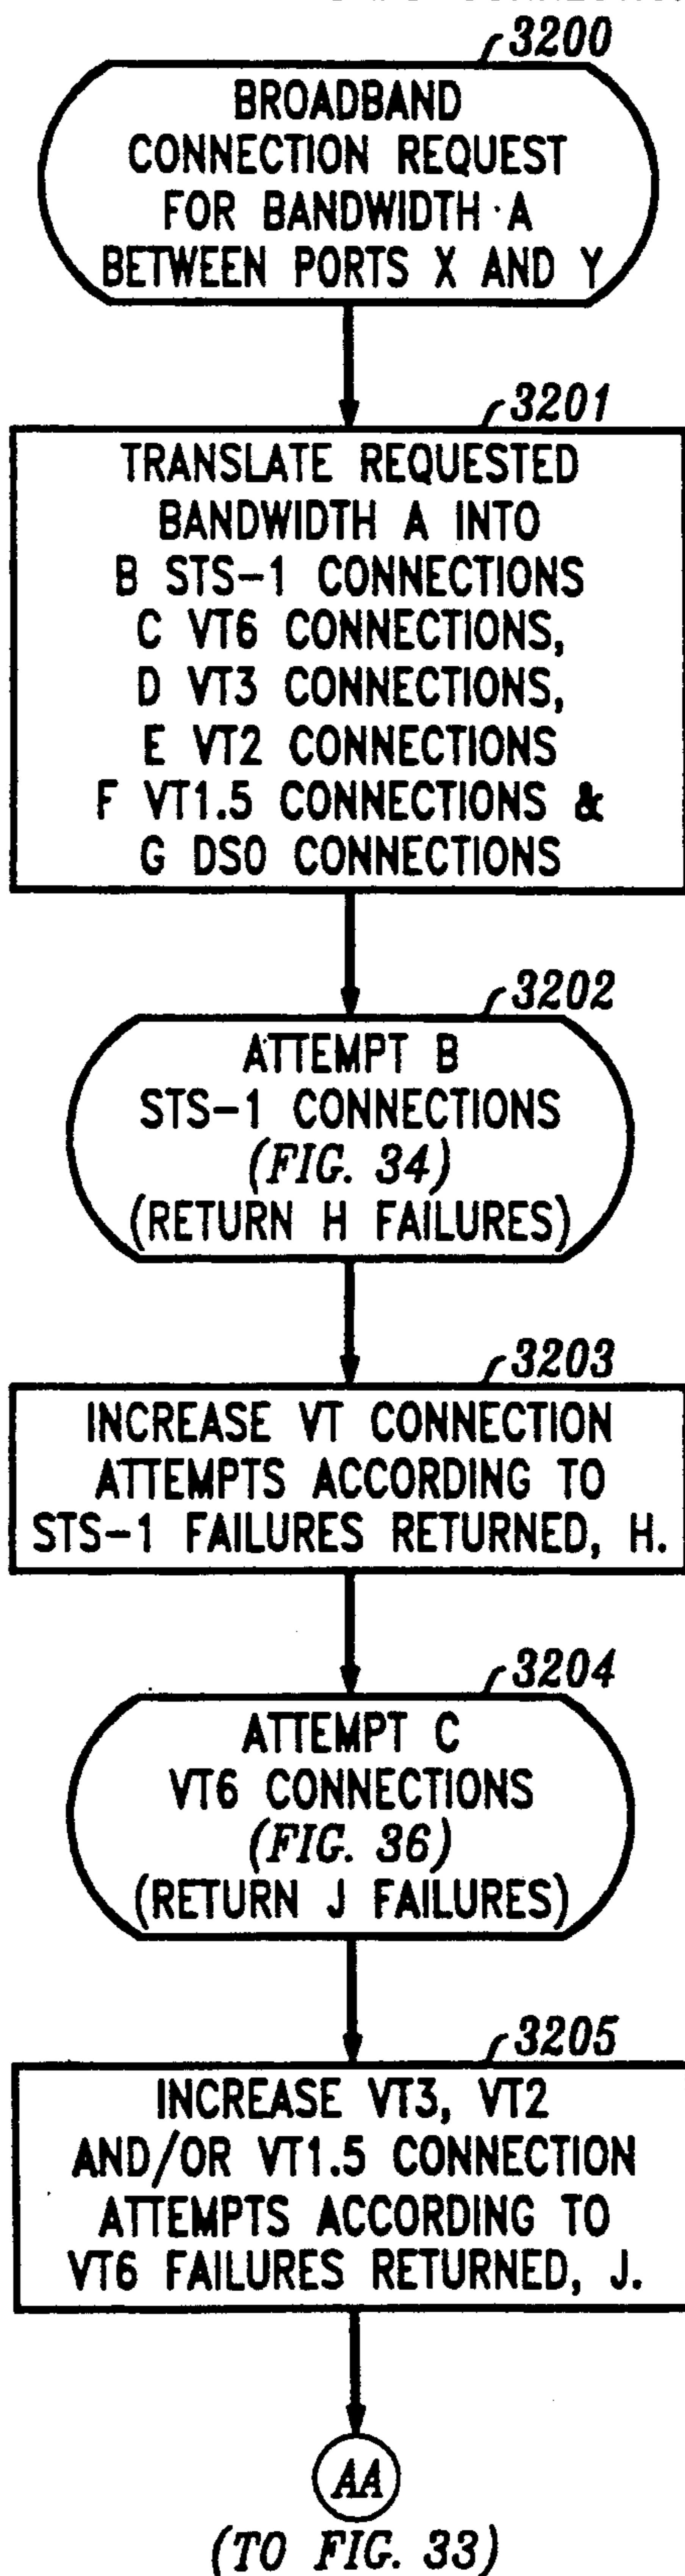 3200
BROADBAND
CONNECTION REQUEST
FOR BANDWIDTH A
BETWEEN PORTS X AND Y
3201
TRANSLATE REQUESTED
BANDWIDTH A INTO
B STS-1 CONNECTIONS
C VT6 CONNECTIONS,
D VT3 CONNECTIONS,
E VT2 CONNECTIONS
F VT1.5 CONNECTIONS &
G DS0 CONNECTIONS
3202
ATTEMPT B
STS-1 CONNECTIONS
(FIG. 34)
(RETURN H FAILURES)
3203
INCREASE VT CONNECTION
ATTEMPTS ACCORDING TO
STS-1 FAILURES RETURNED, H.
3204
ATTEMPT C
VT6 CONNECTIONS
(FIG. 36)
(RETURN J FAILURES)
3205
INCREASE VT3, VT2
AND/OR VT1.5 CONNECTION
ATTEMPTS ACCORDING TO
VT6 FAILURES RETURNED, J.
AA
(TO FIG. 33)